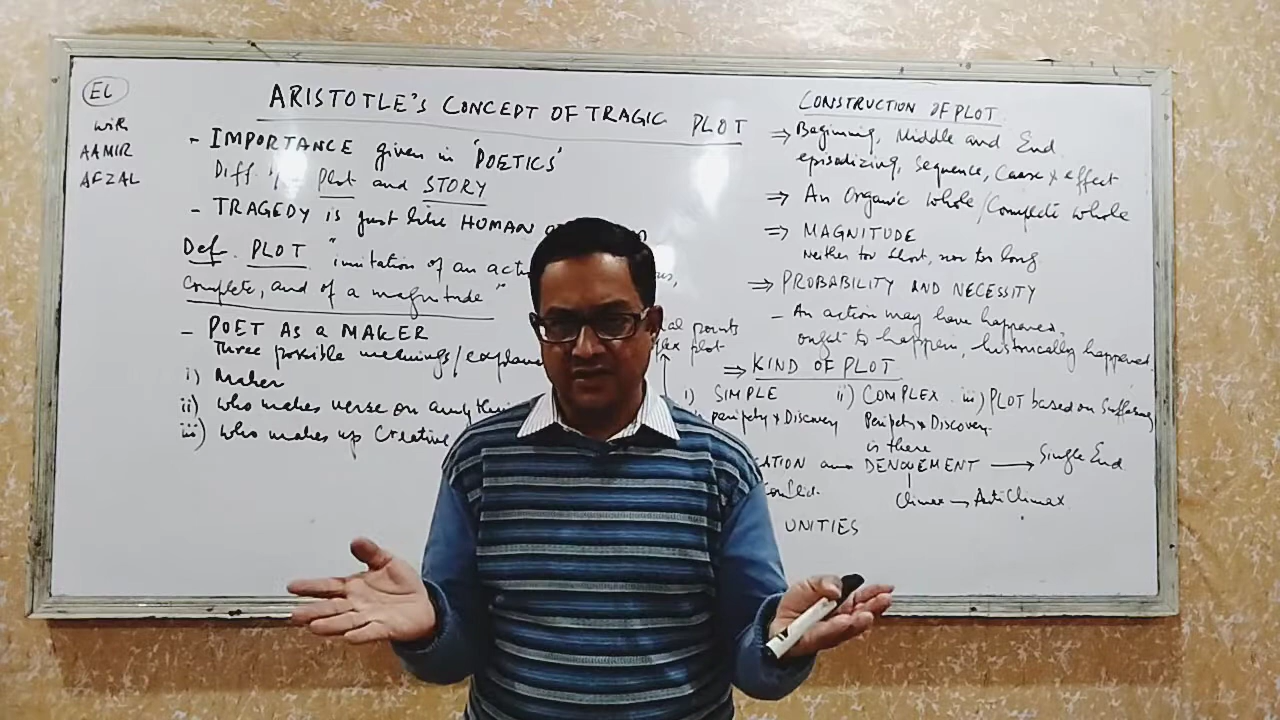 EL
WITH
AAMIR
AFZAL
ARISTOTLE'S CONCEPT OF TRAGIC PLOT
- IMPORTANCE given in 'POETICS'
Diff b/w Plot and STORY
- TRAGEDY is just like HUMAN
Def. PLOT "imitation of an
complete, and of a magnitude"
- POET AS A MAKER
Three possible meanings/
i) Maker
ii) who makes verse on
iii) who makes up Creative
points
plot
CONSTRUCTION OF PLOT
⇒ Beginning, Middle and End
episodizing, Sequence, Cause & effect
⇒ An Organic whole/Complete whole
⇒ MAGNITUDE
Neither too short, nor too long
⇒ PROBABILITY AND NECESSITY
- An action may have happened,
ought to happen, historically happened.
⇒ KIND OF PLOT
i) SIMPLE ii) COMPLEX iii) PLOT based on Suffering
peripety & Discovery Peripety & Discovery
is there
DENOUEMENT → Single End
Climax → Anti Climax
UNITIES